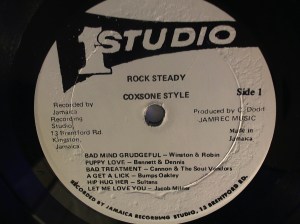 1 STUDIO
ROCK STEADY
COXSONE STYLE
Side 1
Recorded by
Jamaica
Recording
Studio,
13 Brentford Rd.
Kingston,
Jamaica
Produced by C. Dodd
JAMREC MUSIC
Made in
Jamaica
BAD MIND GRUDGEFUL – Winston & Robin
PUPPY LOVE – Bennett & Dennis
BAD TREATMENT – Cannon & The Soul Vendors
A GET A LICK – Bumps Oakley
HIP HUG HER – Sultans
LET ME LOVE YOU – Jacob Miller
RECORDED BY JAMAICA RECORDING STUDIO, 13 BRENTFORD RD.